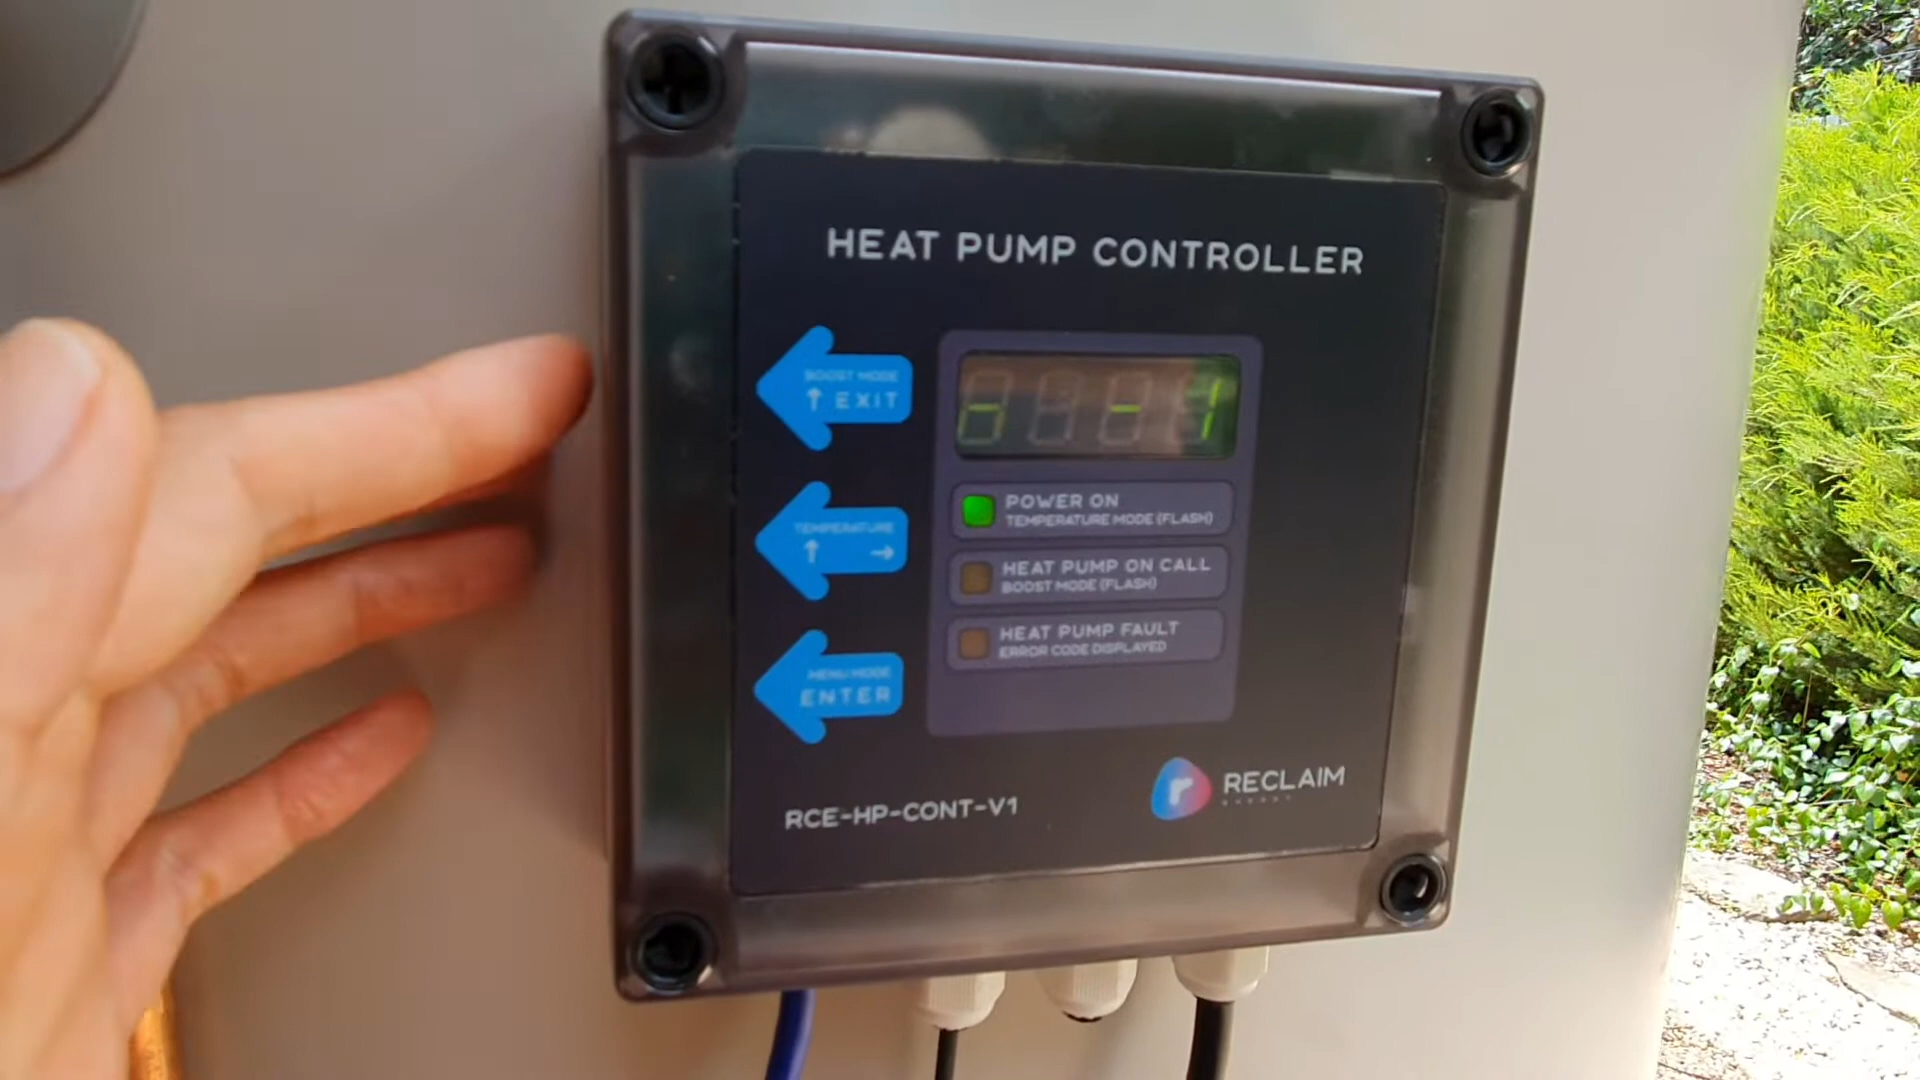 HEAT PUMP CONTROLLER
BOOST MODE
↑ EXIT
TEMPERATURE
↑ →
MENU MODE
ENTER
POWER ON
TEMPERATURE MODE (FLASH)
HEAT PUMP ON CALL
BOOST MODE (FLASH)
HEAT PUMP FAULT
ERROR CODE DISPLAYED
RCE-HP-CONT-V1
RECLAIM